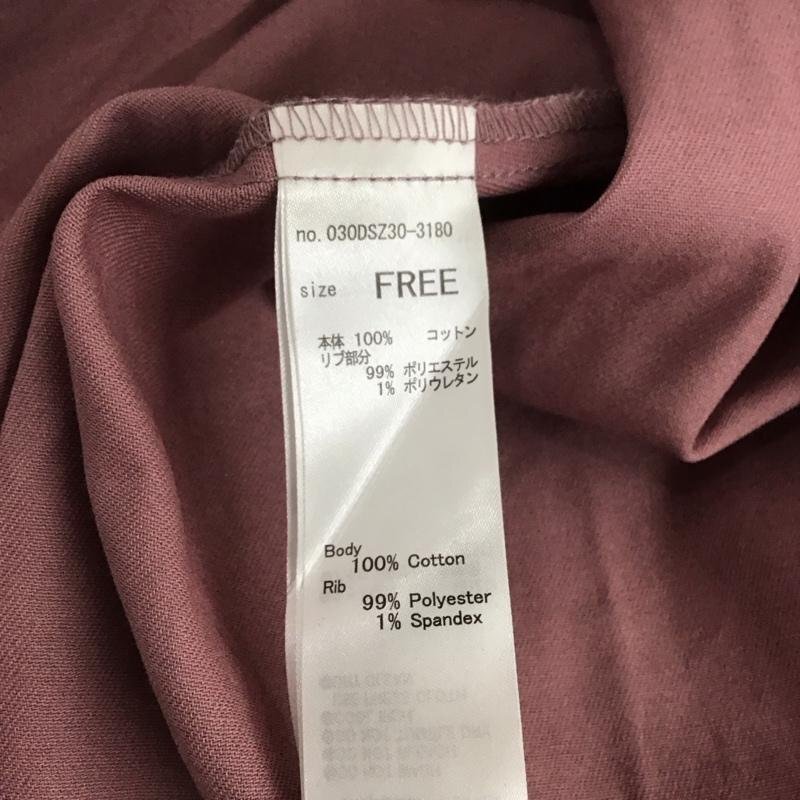 no. 030DSZ30-3180
size FREE
本体 100% コットン
リブ部分
99% ポリエステル
1% ポリウレタン
Body
100% Cotton
Rib
99% Polyester
1% Spandex